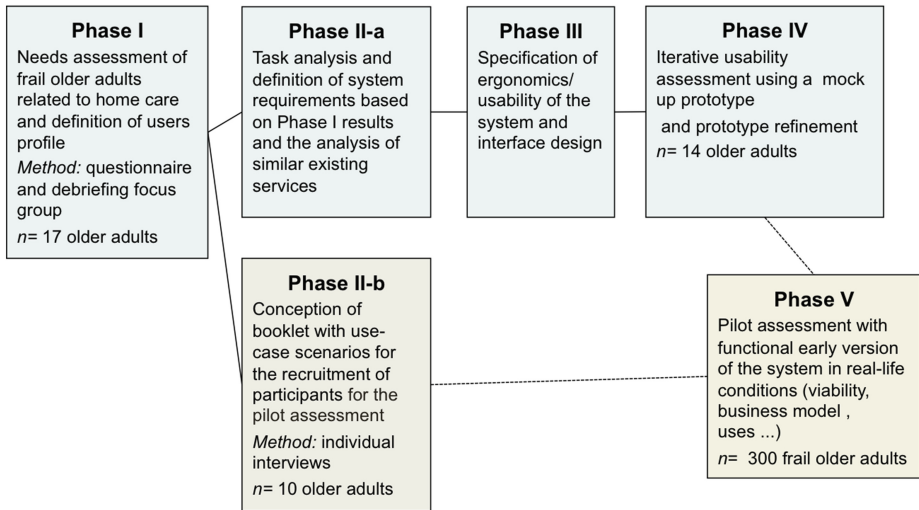 Phase I
Needs assessment of
frail older adults
related to home care
and definition of users
profile
Method: questionnaire
and debriefing focus
group
n= 17 older adults
Phase II-a
Task analysis and
definition of system
requirements based
on Phase I results
and the analysis of
similar existing
services
Phase III
Specification of
ergonomics/
usability of the
system and
interface design
Phase IV
Iterative usability
assessment using a mock
up prototype
and prototype refinement
n= 14 older adults
Phase II-b
Conception of
booklet with use-
case scenarios for
the recruitment of
participants for the
pilot assessment
Method: individual
interviews
n= 10 older adults
Phase V
Pilot assessment with
functional early version
of the system in real-life
conditions (viability,
business model ,
uses ...)
n= 300 frail older adults